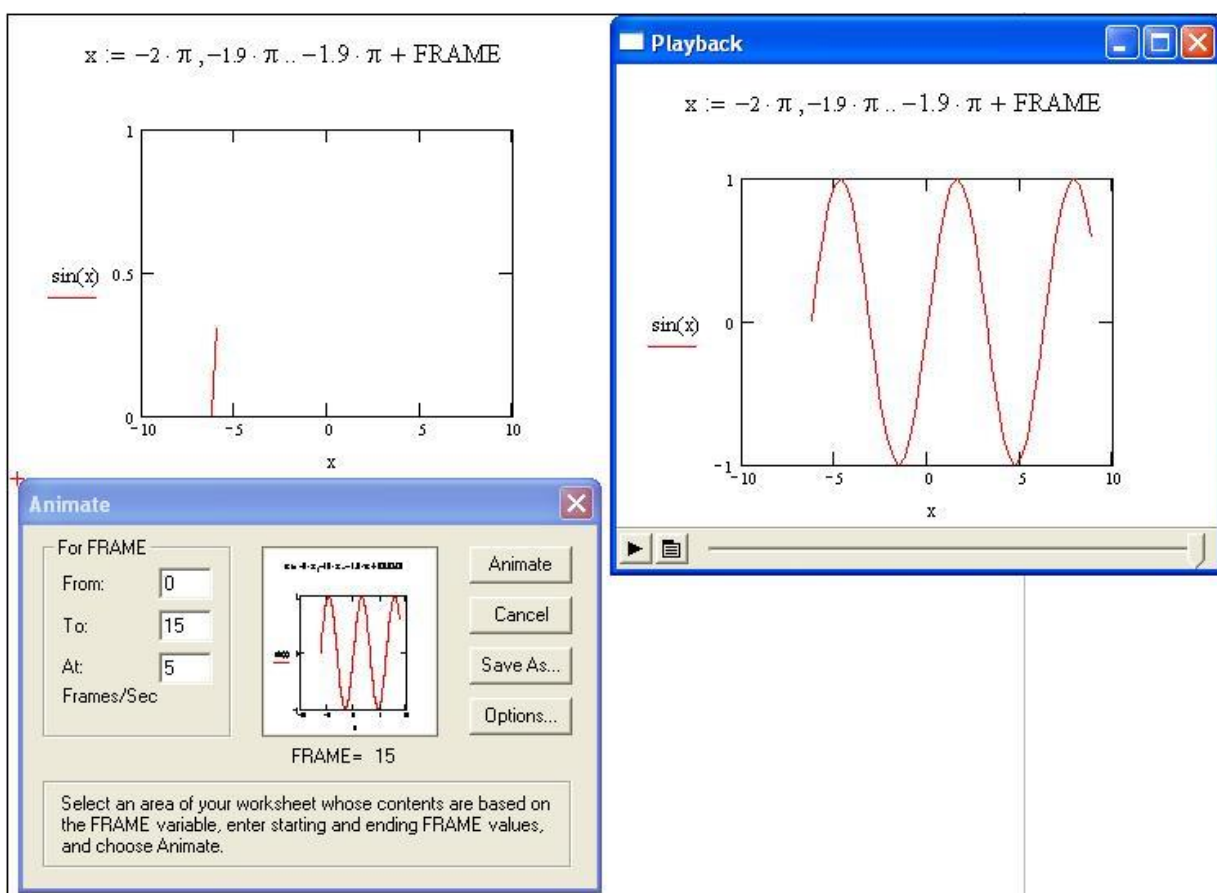 x := −2 · π , −1.9 · π .. −1.9 · π + FRAME
1
sin(x)
0.5
0
−10
−5
0
5
10
x
Playback
x := −2 · π , −1.9 · π .. −1.9 · π + FRAME
1
sin(x)
0
−1
−10
−5
0
5
10
x
Animate
For FRAME
From: 0
To: 15
At: 5
Frames/Sec
FRAME= 15
Animate
Cancel
Save As...
Options...
Select an area of your worksheet whose contents are based on
the FRAME variable, enter starting and ending FRAME values,
and choose Animate.